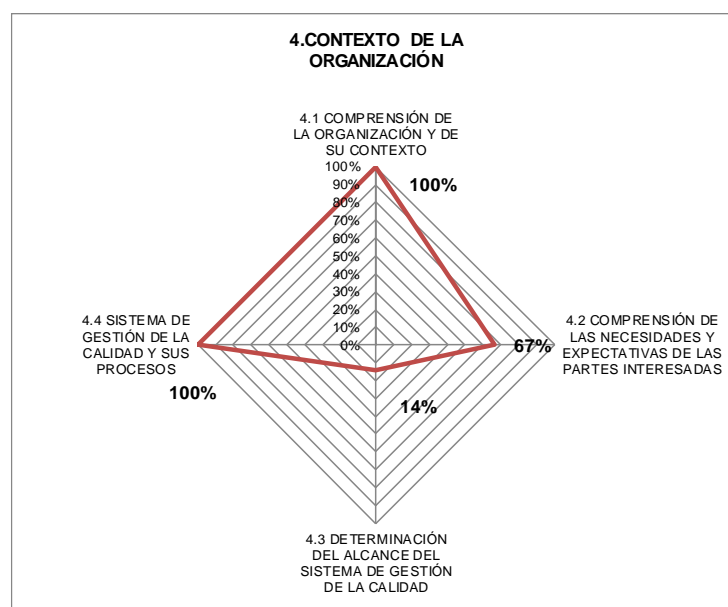 4.CONTEXTO DE LA
ORGANIZACIÓN
4.1 COMPRENSIÓN DE
LA ORGANIZACIÓN Y DE
SU CONTEXTO
100%
90%
80%
70%
60%
50%
40%
30%
20%
10%
0%
100%
4.2 COMPRENSIÓN DE
LAS NECESIDADES Y
EXPECTATIVAS DE LAS
PARTES INTERESADAS
67%
4.3 DETERMINACIÓN
DEL ALCANCE DEL
SISTEMA DE GESTIÓN
DE LA CALIDAD
14%
4.4 SISTEMA DE
GESTIÓN DE LA
CALIDAD Y SUS
PROCESOS
100%